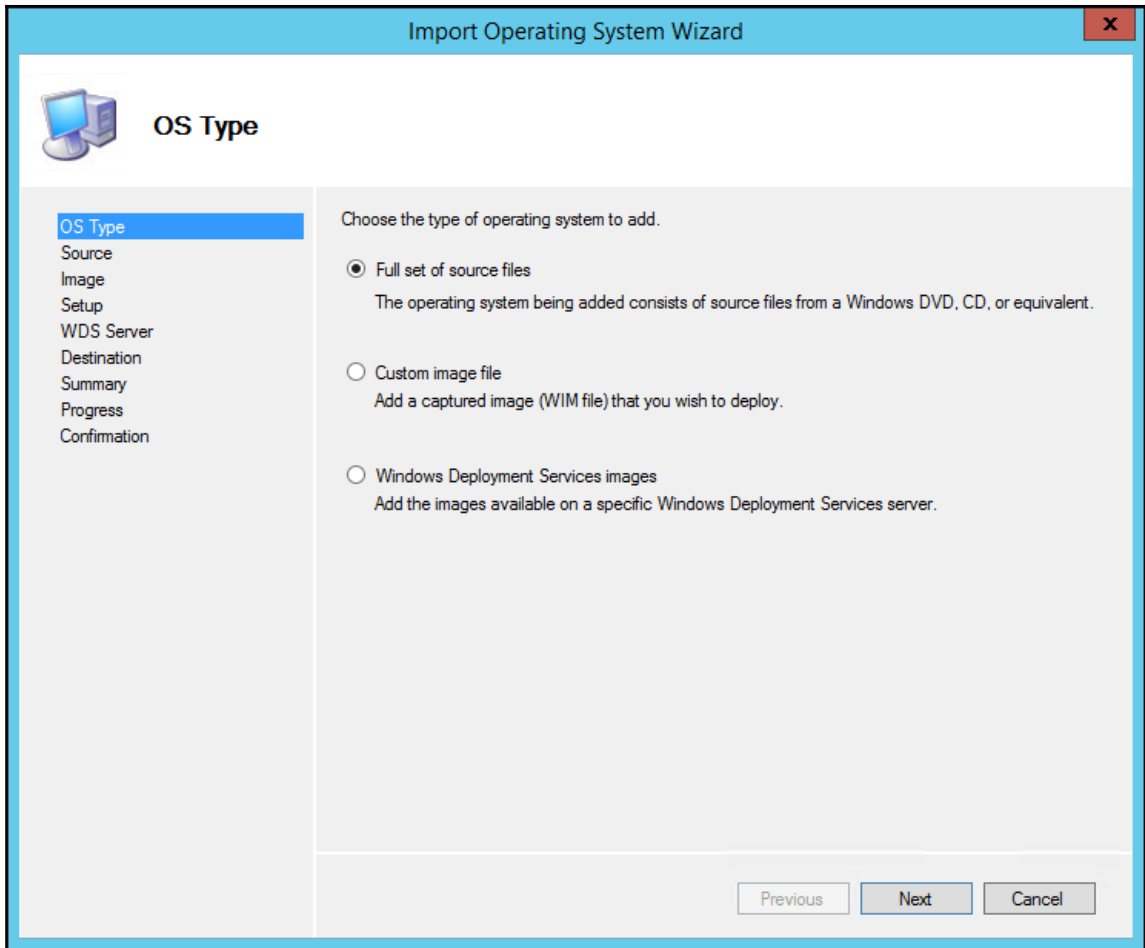 Import Operating System Wizard
X
OS Type
OS Type
Source
Image
Setup
WDS Server
Destination
Summary
Progress
Confirmation
Choose the type of operating system to add.
Full set of source files
The operating system being added consists of source files from a Windows DVD, CD, or equivalent.
Custom image file
Add a captured image (WIM file) that you wish to deploy.
Windows Deployment Services images
Add the images available on a specific Windows Deployment Services server.
Previous
Next
Cancel